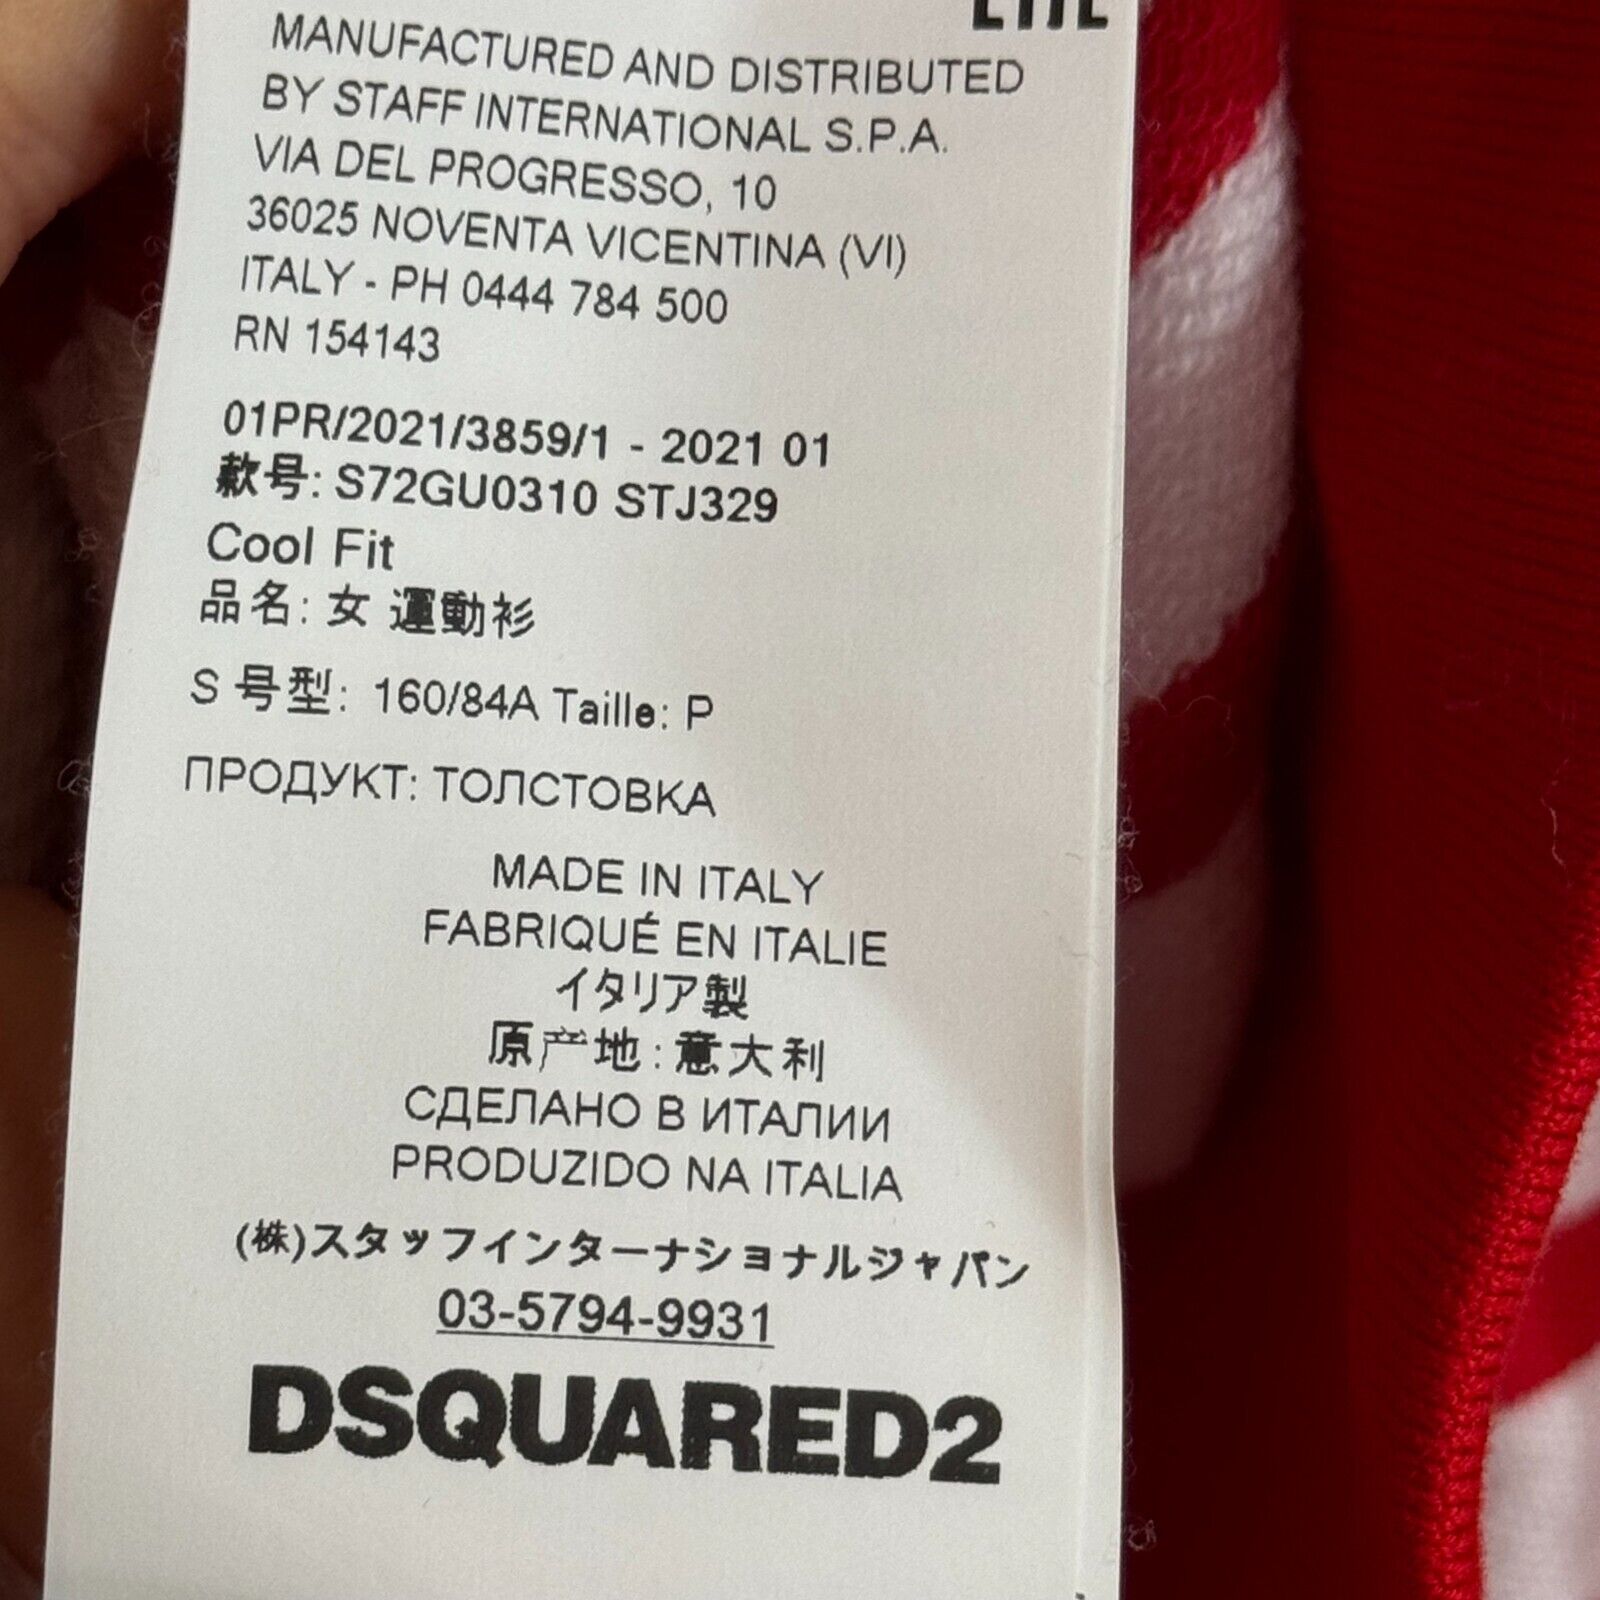 EAC
MANUFACTURED AND DISTRIBUTED
BY STAFF INTERNATIONAL S.P.A.
VIA DEL PROGRESSO, 10
36025 NOVENTA VICENTINA (VI)
ITALY - PH 0444 784 500
RN 154143
01PR/2021/3859/1 - 2021 01
款号: S72GU0310 STJ329
Cool Fit
品名: 女 運動衫
S 号型: 160/84A Taille: P
ПРОДУКТ: ТОЛСТОВКА
MADE IN ITALY
FABRIQUÉ EN ITALIE
イタリア製
原产地:意大利
СДЕЛАНО В ИТАЛИИ
PRODUZIDO NA ITALIA
(株)スタッフインターナショナルジャパン
03-5794-9931
DSQUARED2